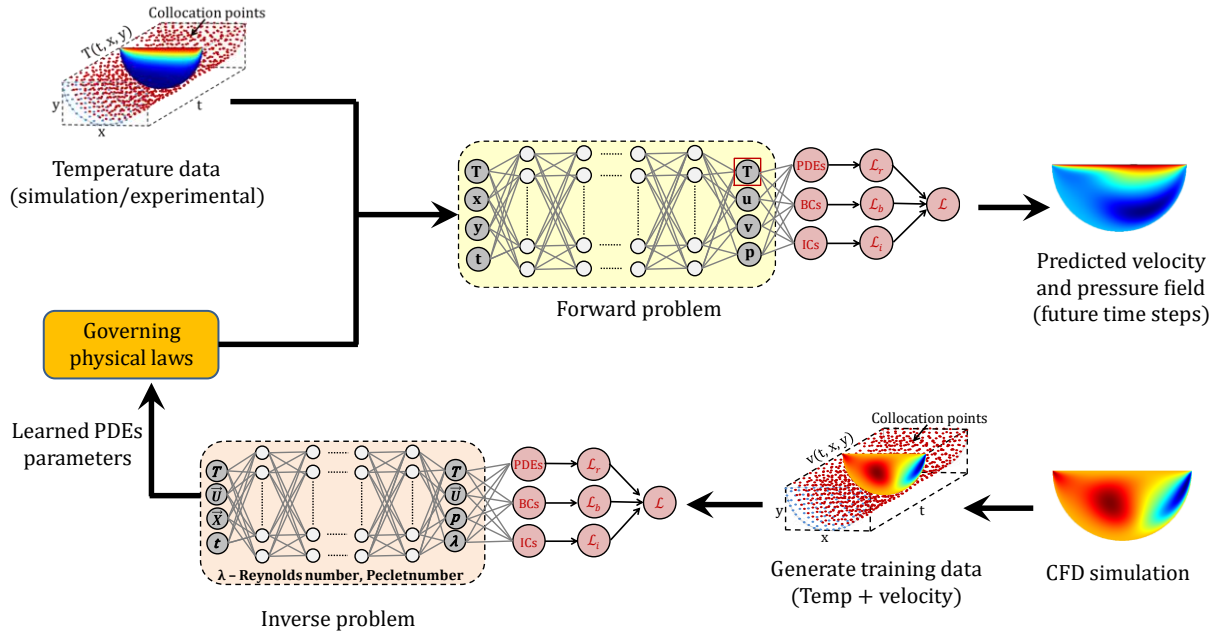 Collocation points
T(t, x, y)
y
x
t
Temperature data
(simulation/experimental)
T
x
y
t
T
u
v
p
PDEs
BCs
ICs
ℒr
ℒb
ℒi
ℒ
Forward problem
Predicted velocity
and pressure field
(future time steps)
Governing
physical laws
Learned PDEs
parameters
T
U⃗
X⃗
t
T
U⃗
p
λ
λ – Reynolds number, Pecletnumber
Inverse problem
PDEs
BCs
ICs
ℒr
ℒb
ℒi
ℒ
Collocation points
v(t, x, y)
y
x
t
Generate training data
(Temp + velocity)
CFD simulation